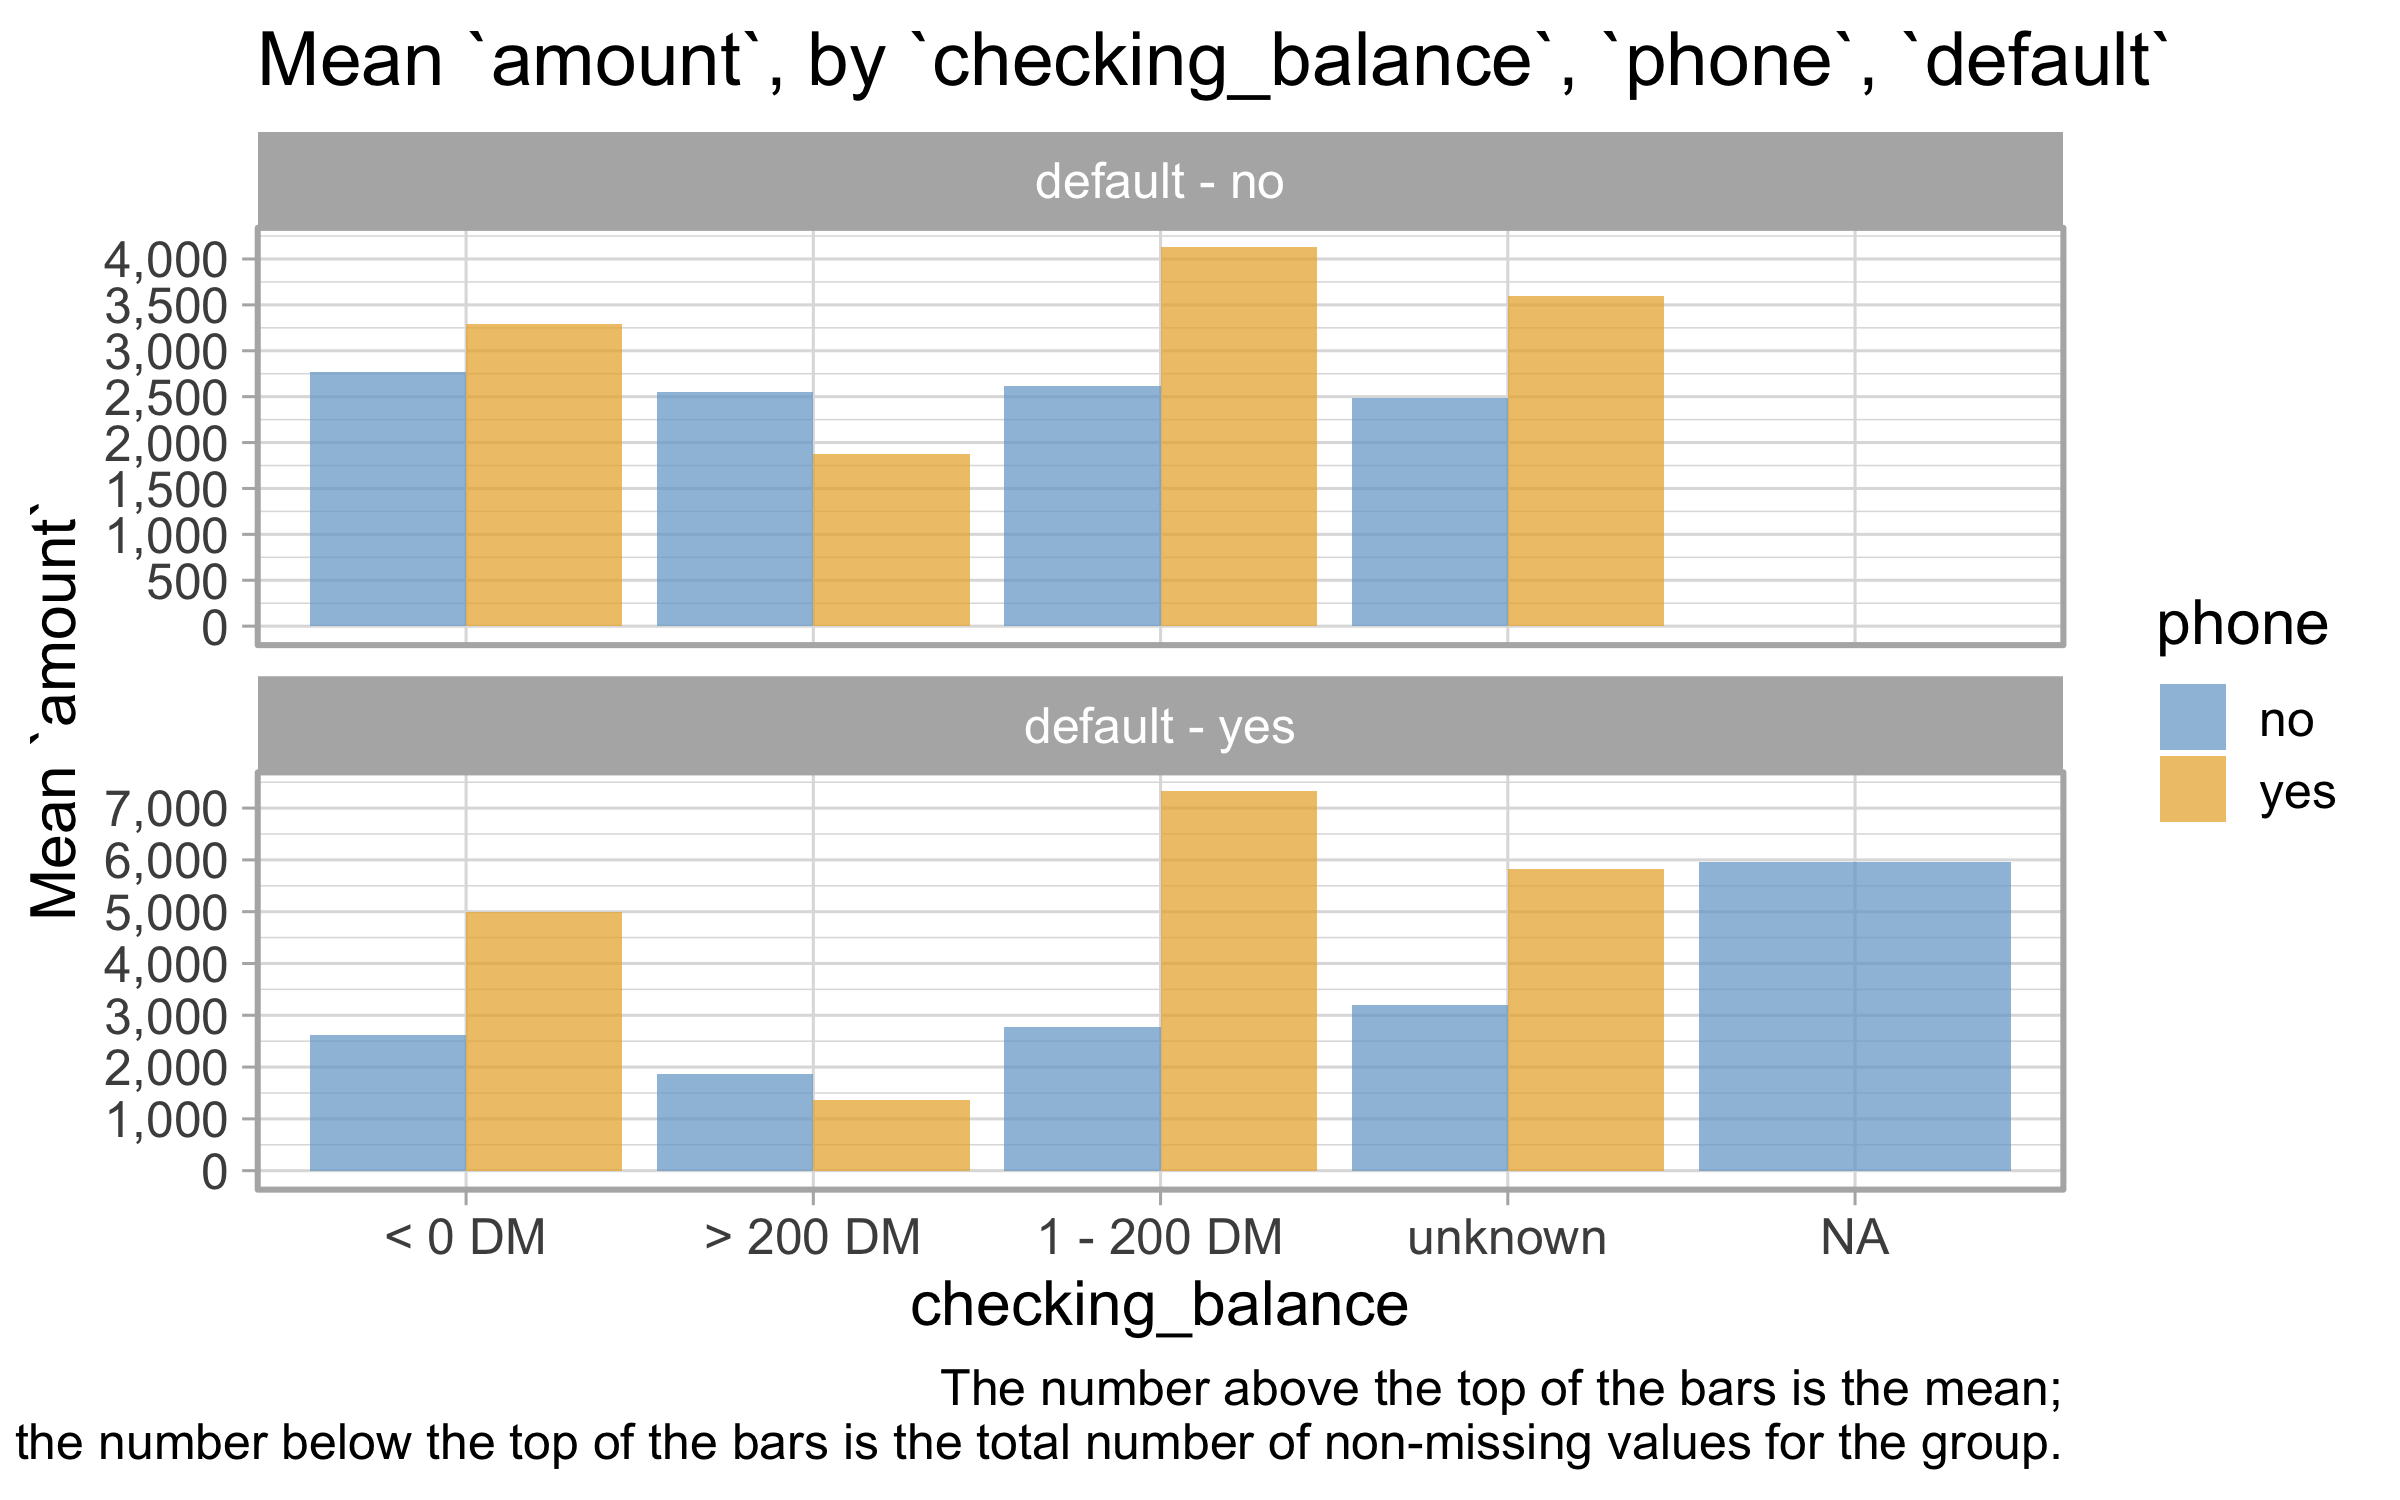 Mean `amount`, by `checking_balance`, `phone`, `default`
default - no
4,000
3,500
3,000
2,500
2,000
1,500
1,000
500
0
Mean `amount`
default - yes
7,000
6,000
5,000
4,000
3,000
2,000
1,000
0
< 0 DM
> 200 DM
1 - 200 DM
unknown
NA
checking_balance
phone
no
yes
The number above the top of the bars is the mean;
the number below the top of the bars is the total number of non-missing values for the group.